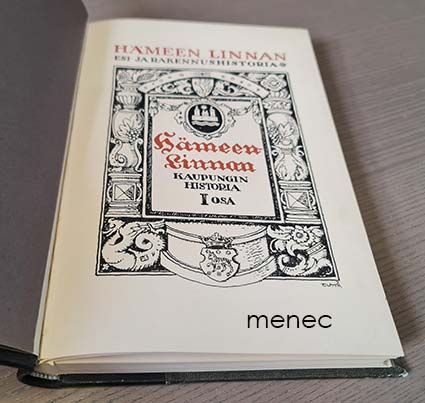 HÄMEEN LINNAN
ESI- JA RAKENNUSHISTORIA
Hämeen-
Linnan
KAUPUNGIN
HISTORIA
I OSA
menec